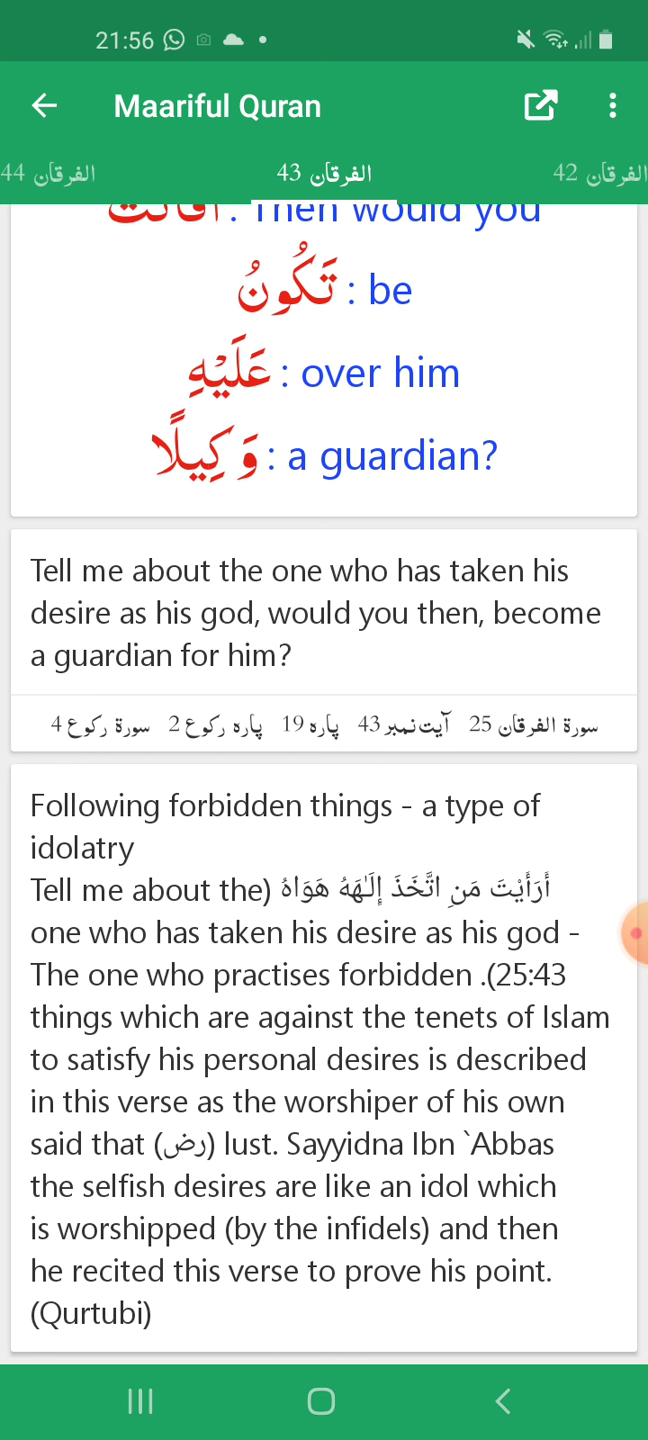 21:56
Maariful Quran
الفرقان 44 الفرقان 43 الفرقان 42
: Then would you
تَكُونُ : be
عَلَيْهِ : over him
وَكِيلًا : a guardian?
Tell me about the one who has taken his
desire as his god, would you then, become
a guardian for him?
سورۃ الفرقان 25 آیت نمبر 43 پارہ 19 پارہ رکوع 2 سورۃ رکوع 4
Following forbidden things - a type of
idolatry
Tell me about the) أَرَ‌أَيْتَ مَنِ اتَّخَذَ إِلَـٰهَهُ هَوَاهُ
one who has taken his desire as his god -
The one who practises forbidden .(25:43
things which are against the tenets of Islam
to satisfy his personal desires is described
in this verse as the worshiper of his own
said that (رض) lust. Sayyidna Ibn `Abbas
the selfish desires are like an idol which
is worshipped (by the infidels) and then
he recited this verse to prove his point.
(Qurtubi)